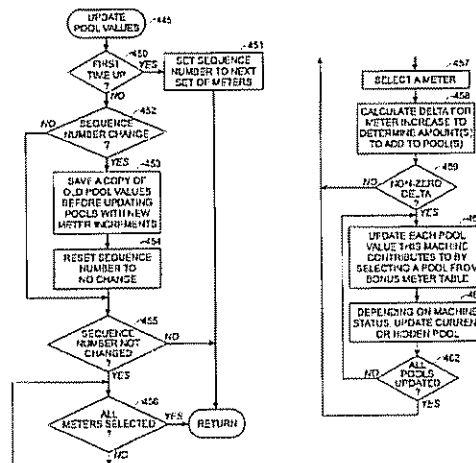 UPDATE
POOL VALUES
445
450
FIRST
TIME UP
?
YES
NO
451
SET SEQUENCE
NUMBER TO NEXT
SET OF METERS
452
NO
SEQUENCE
NUMBER CHANGE
?
YES
453
SAVE A COPY OF
OLD POOL VALUES
BEFORE UPDATING
POOLS WITH NEW
METER INCREMENTS
454
RESET SEQUENCE
NUMBER TO
NO CHANGE
455
SEQUENCE
NUMBER NOT
CHANGED
?
NO
YES
456
ALL
METERS SELECTED
?
YES
RETURN
NO
457
SELECT A METER
458
CALCULATE DELTA FOR
METER INCREASE TO
DETERMINE AMOUNT(S)
TO ADD TO POOL(S)
459
NO
NON-ZERO
DELTA
?
YES
UPDATE EACH POOL
VALUE THIS MACHINE
CONTRIBUTES TO BY
SELECTING A POOL FROM
BONUS METER TABLE
DEPENDING ON MACHINE
STATUS, UPDATE CURRENT
OR HIDDEN POOL
462
NO
ALL
POOLS
UPDATED
?
YES